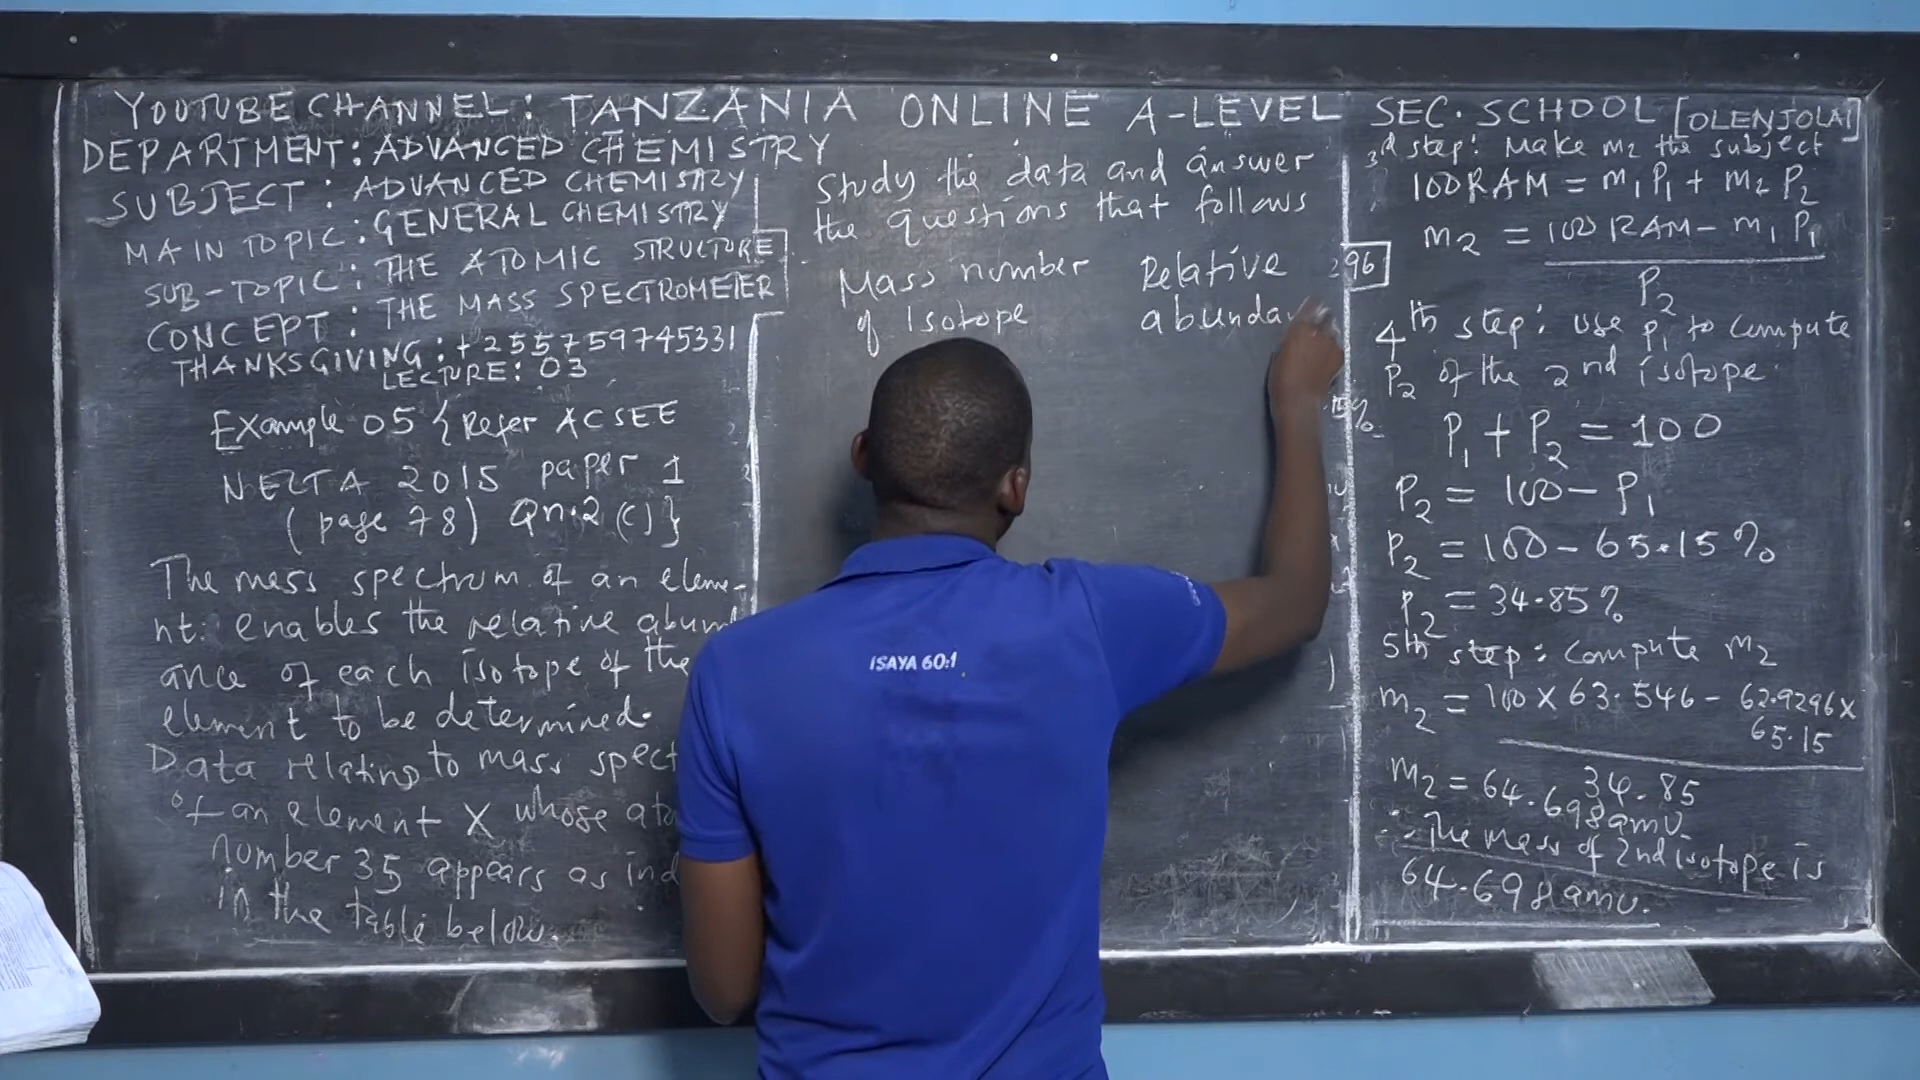 YOUTUBE CHANNEL: TANZANIA ONLINE A-LEVEL SEC. SCHOOL [OLENJOLAI]
DEPARTMENT: ADVANCED CHEMISTRY
SUBJECT: ADVANCED CHEMISTRY
MAIN TOPIC: GENERAL CHEMISTRY
SUB-TOPIC: THE ATOMIC STRUCTURE
CONCEPT: THE MASS SPECTROMETER
THANKSGIVING: +255759745331
LECTURE: 03
Example 05 {Refer ACSEE
NECTA 2015 paper 1
(page 78) Qn.2 (c)}
The mass spectrum of an eleme-
nt: enables the relative abund
ance of each isotope of the
element to be determined.
Data relating to mass spect
of an element X whose ato
number 35 appears as ind
in the table below.
Study the data and answer
the questions that follows
Mass number Relative
of Isotope abundan
296
.15%
3rd step: Make m2 the subject
100RAM = m1P1 + m2P2
m2 = 100RAM - m1P1
P2
4th step: use P1 to compute
P2 of the 2nd isotope.
P1 + P2 = 100
P2 = 100 - P1
P2 = 100 - 65.15%
P2 = 34.85%
5th step: Compute m2
m2 = 100 x 63.546 - 62.9296x
65.15
34.85
m2 = 64.698amu
∴ The mass of 2nd isotope is
64.698amu.
ISAYA 60:1